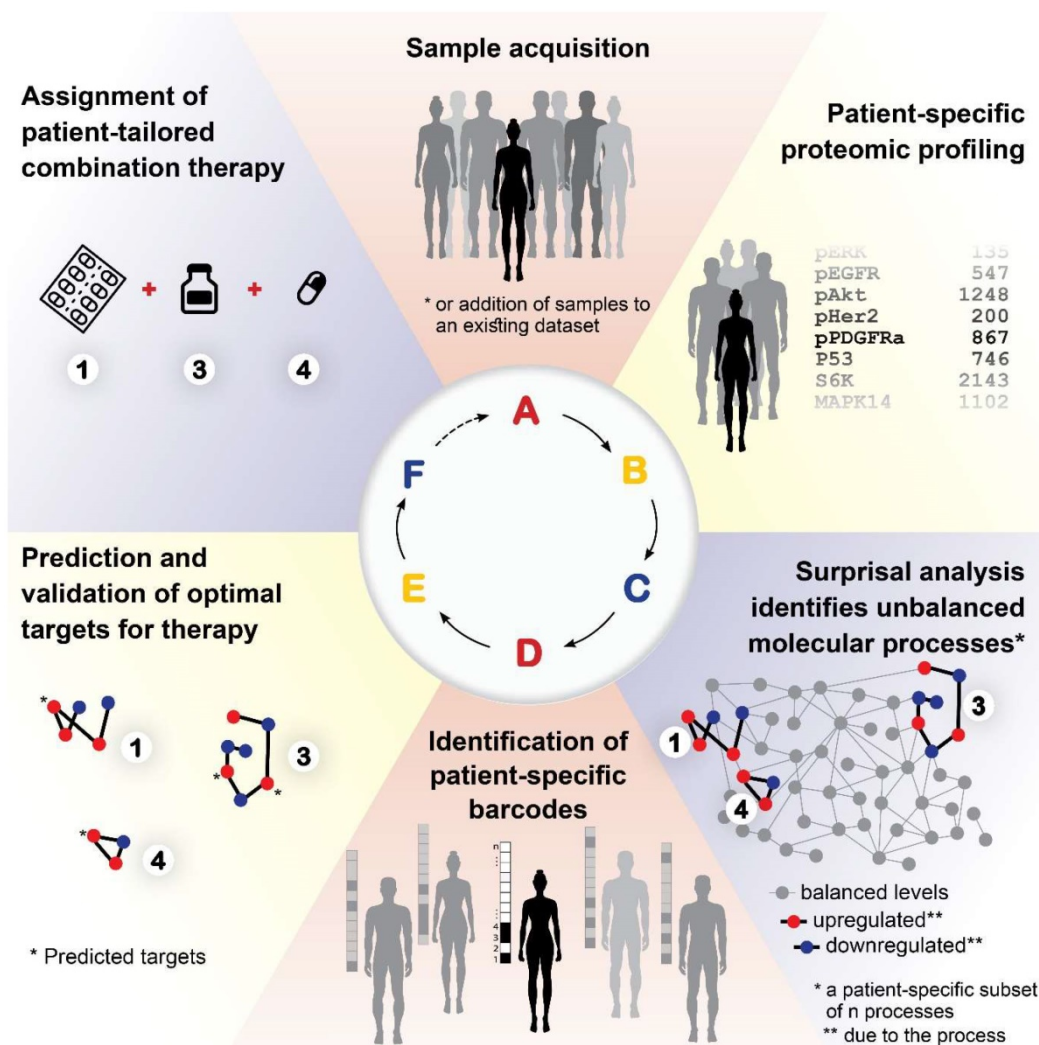 Sample acquisition
* or addition of samples to
an existing dataset
Patient-specific
proteomic profiling
pERK 135
pEGFR 547
pAkt 1248
pHer2 200
pPDGFRa 867
P53 746
S6K 2143
MAPK14 1102
Surprisal analysis
identifies unbalanced
molecular processes*
1
3
4
balanced levels
upregulated**
downregulated**
* a patient-specific subset
of n processes
** due to the process
Identification of
patient-specific
barcodes
n
:
:
4
3
2
1
Prediction and
validation of optimal
targets for therapy
*
1
*
3
*
*
4
* Predicted targets
Assignment of
patient-tailored
combination therapy
+ +
1 3 4
A
B
C
D
E
F